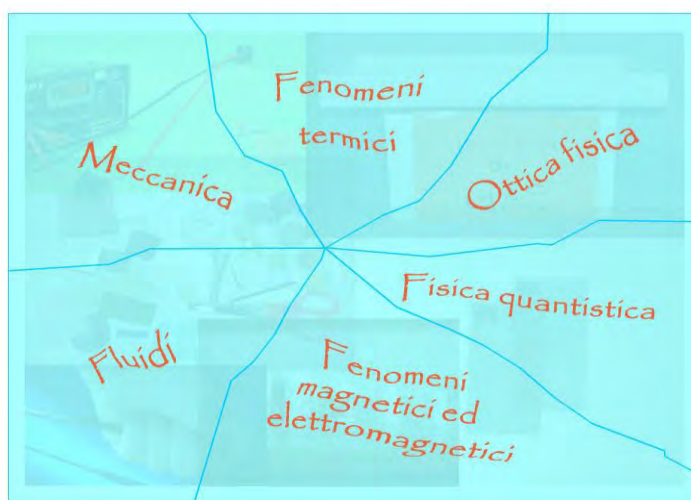 Fenomeni
termici
Meccanica
Ottica fisica
Fisica quantistica
Fluidi
Fenomeni
magnetici ed
elettromagnetici